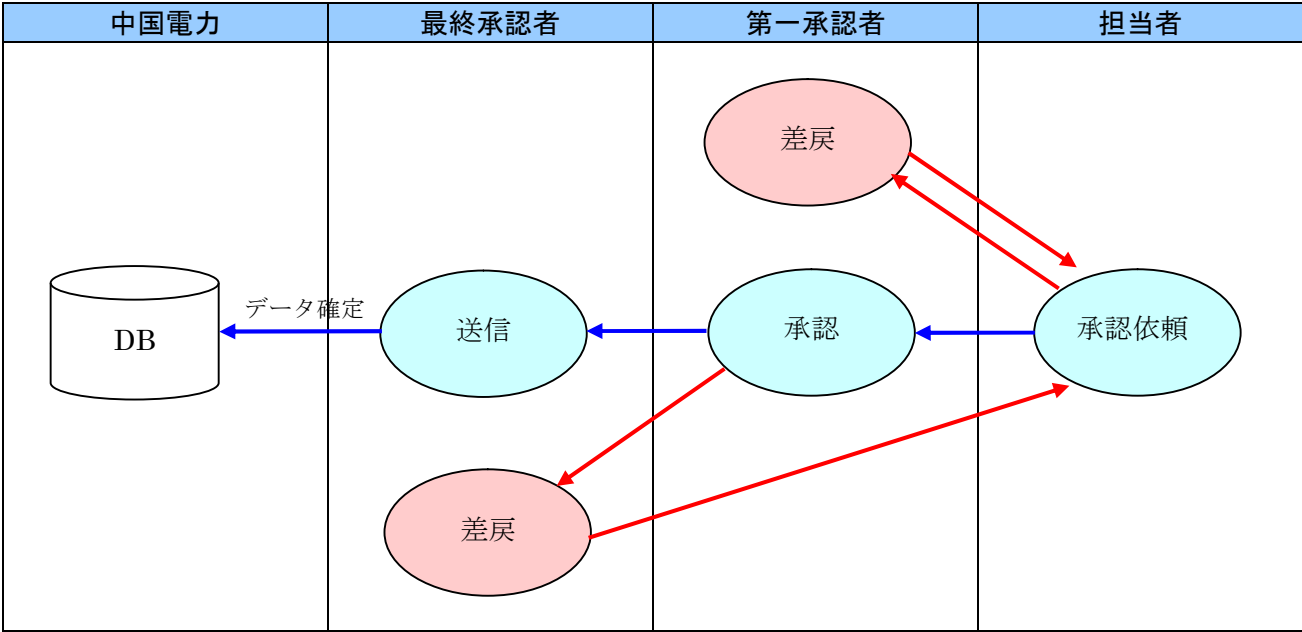 中国電力
最終承認者
第一承認者
担当者
差戻
データ確定
DB
送信
承認
承認依頼
差戻